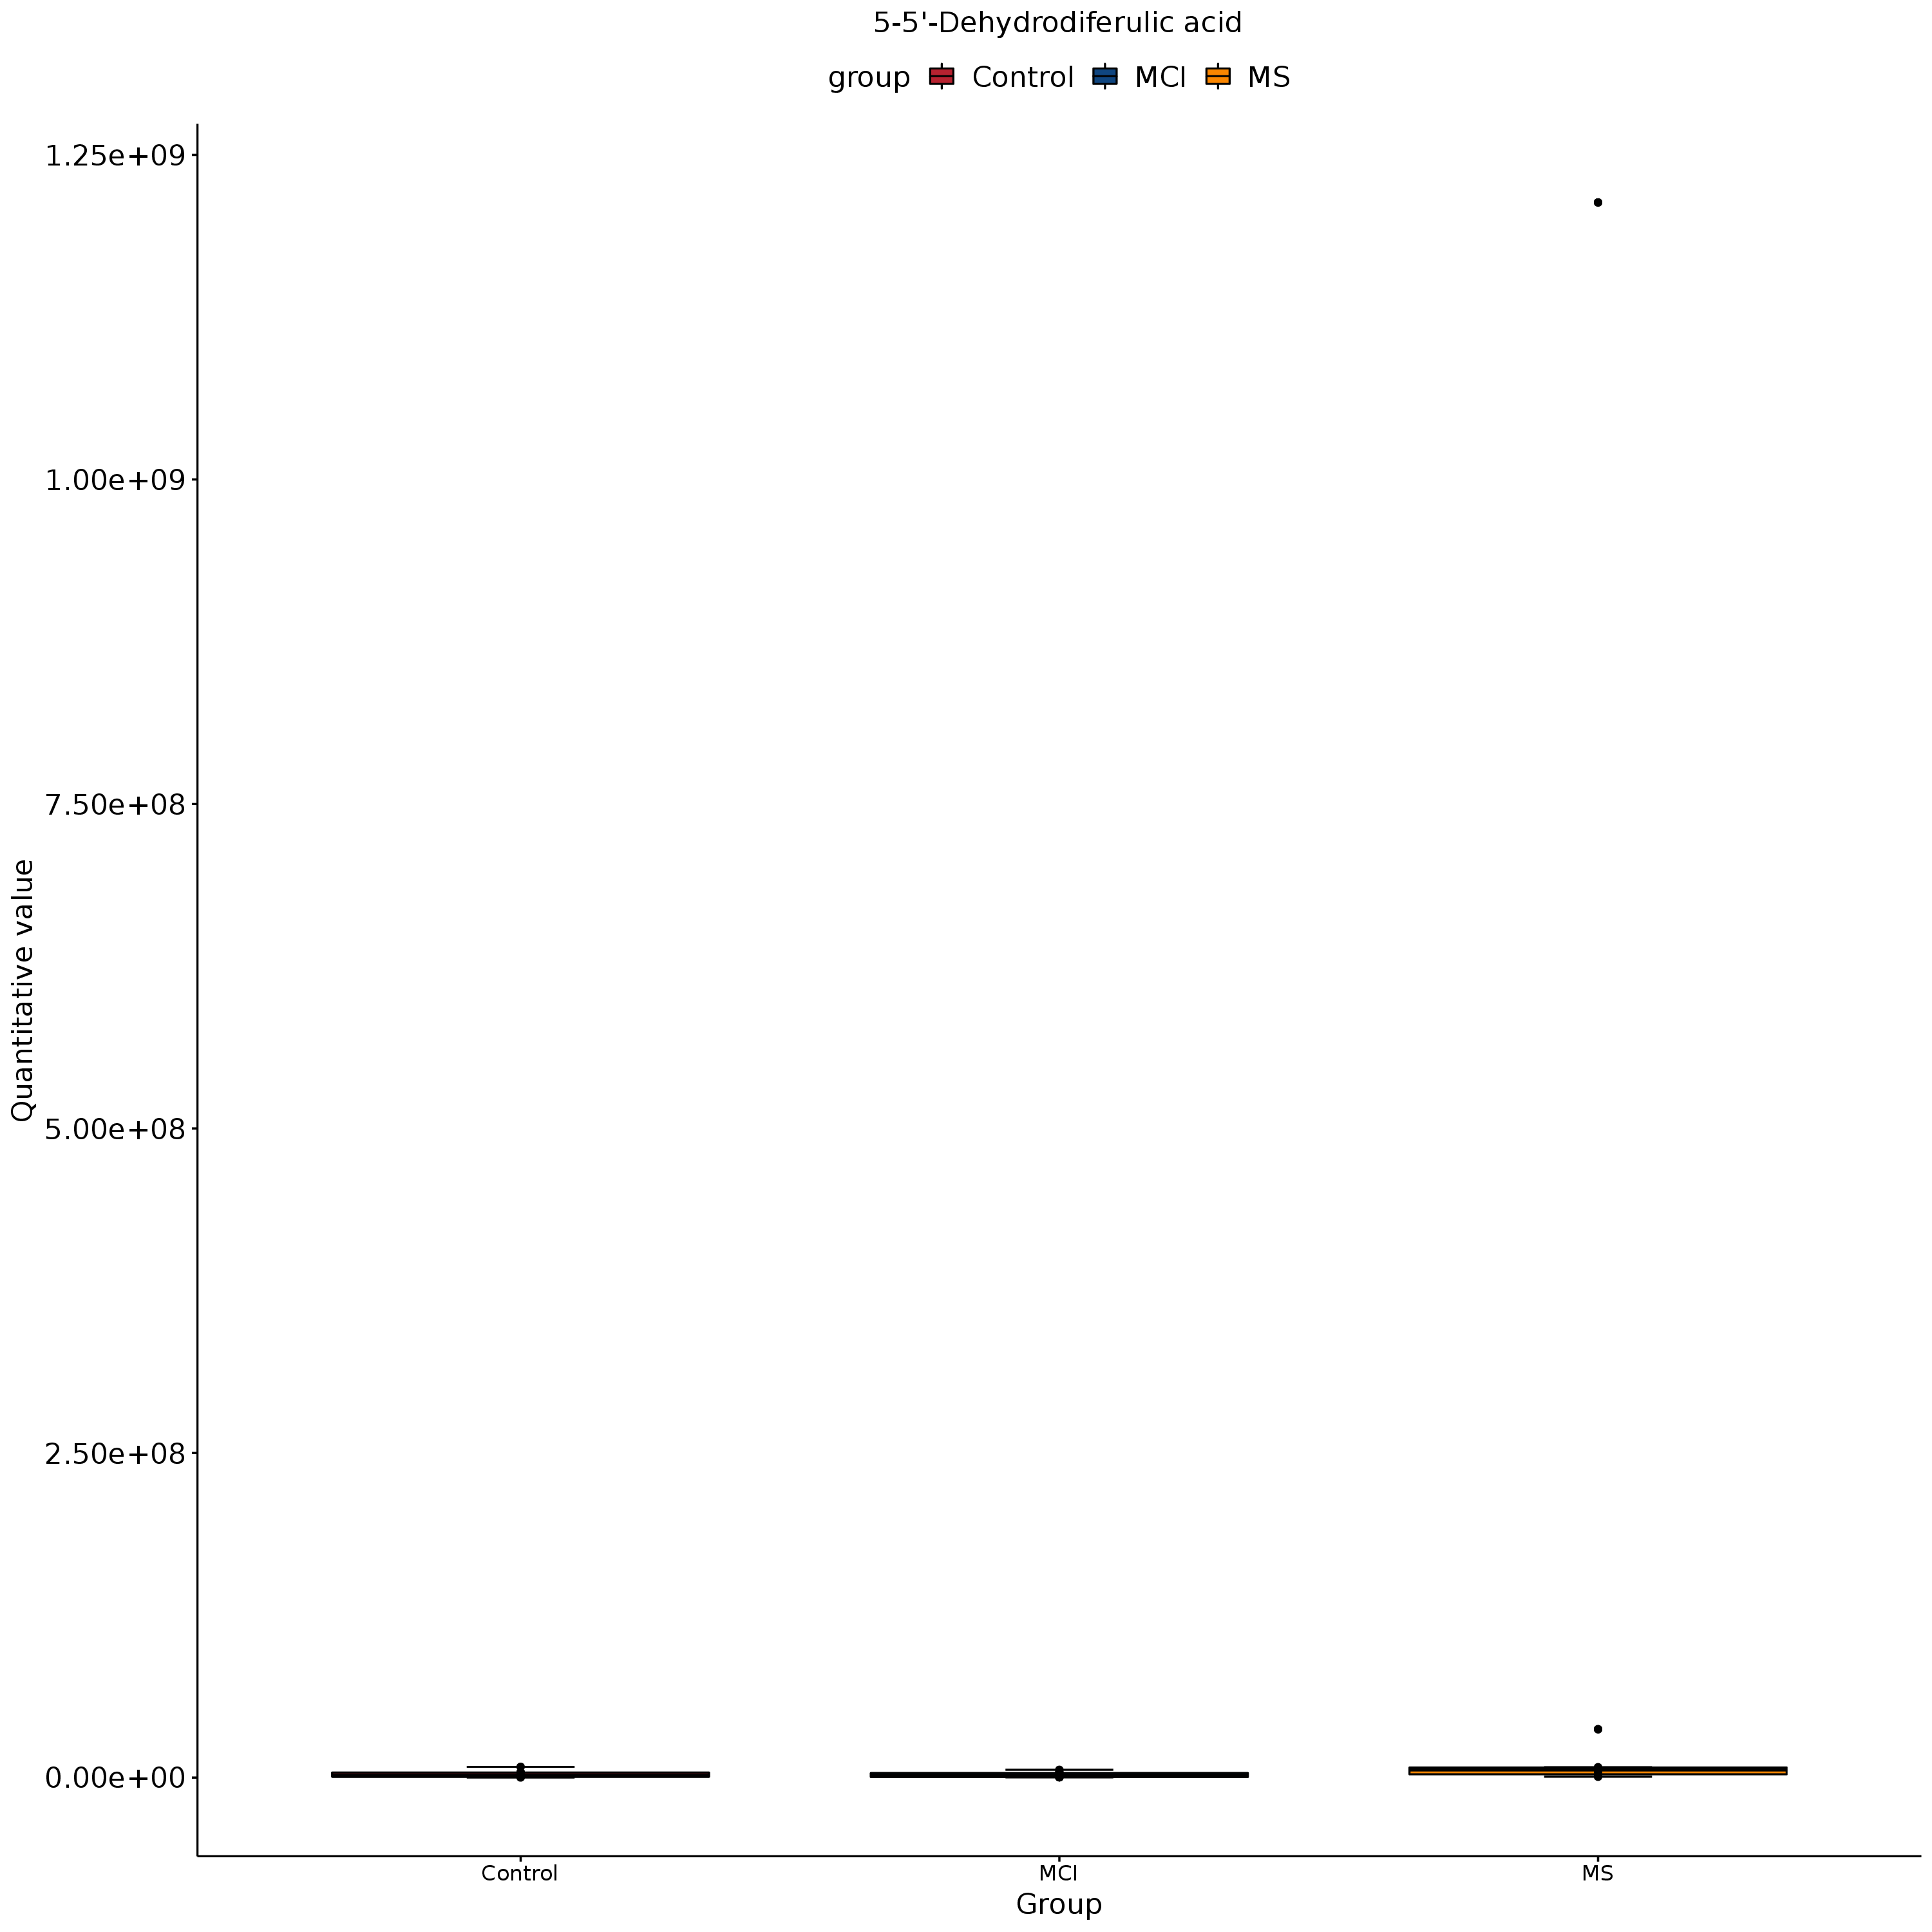 5-5'-Dehydrodiferulic acid
group Control MCI MS
1.25e+09
1.00e+09
7.50e+08
5.00e+08
2.50e+08
0.00e+00
Quantitative value
Control MCI MS
Group